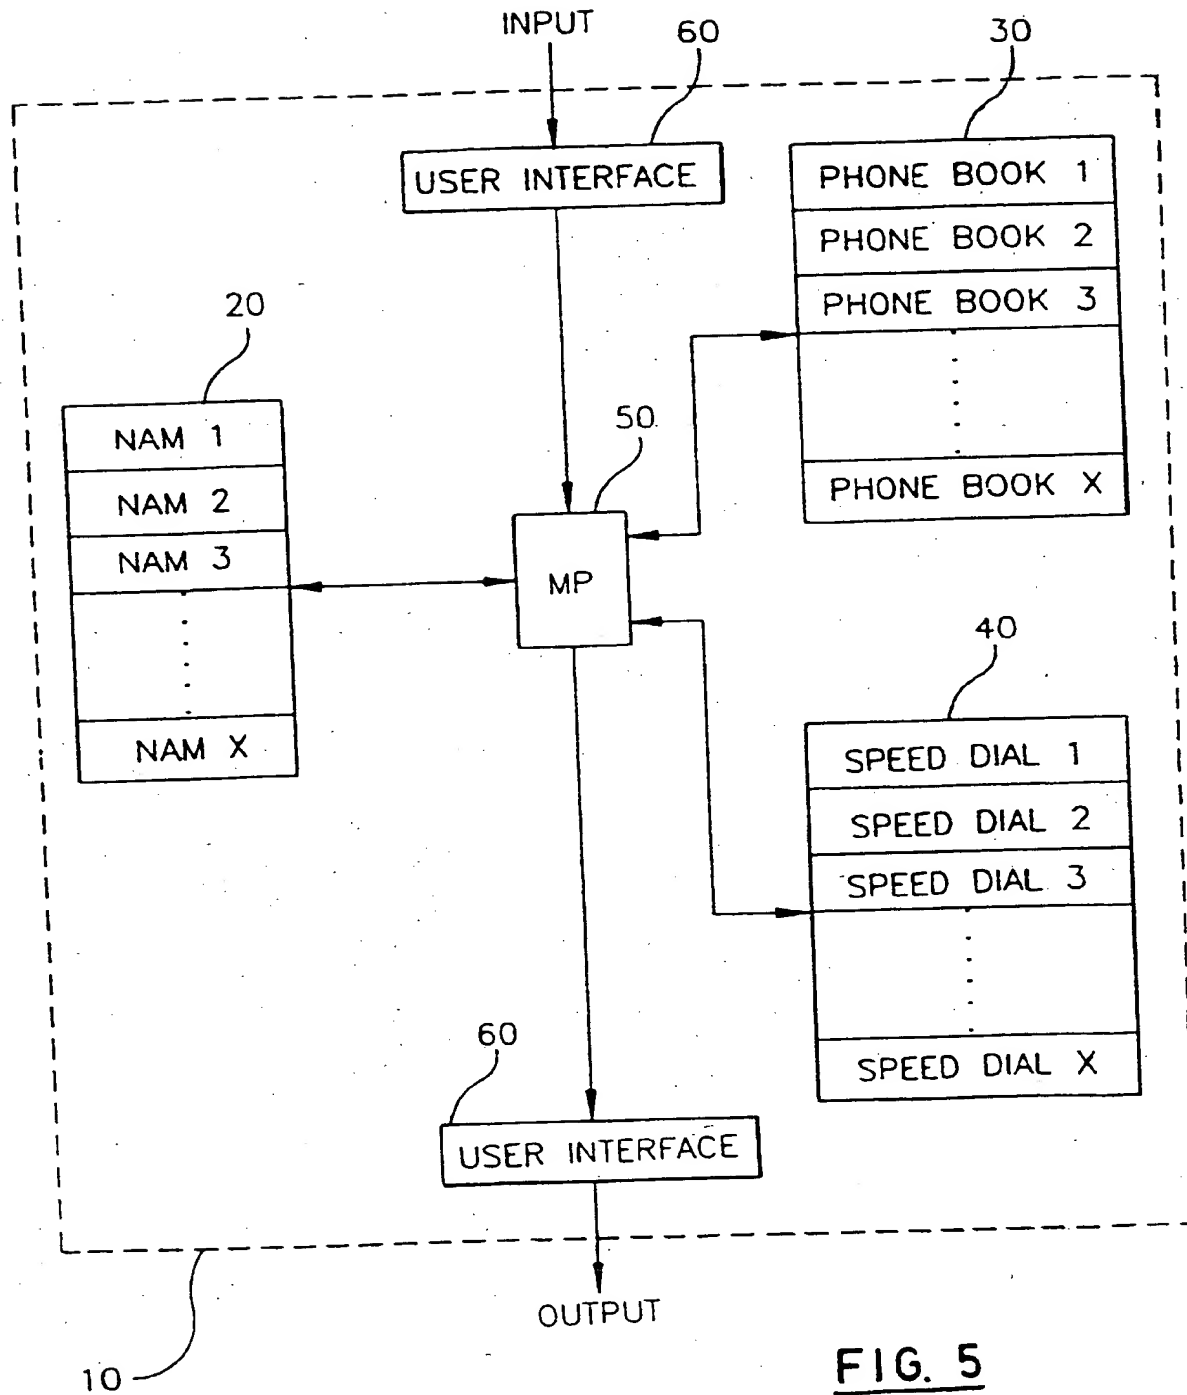 INPUT
60
30
USER INTERFACE
PHONE BOOK 1
PHONE BOOK 2
PHONE BOOK 3
PHONE BOOK X
20
NAM 1
NAM 2
NAM 3
NAM X
50
MP
40
SPEED DIAL 1
SPEED DIAL 2
SPEED DIAL 3
SPEED DIAL X
60
USER INTERFACE
OUTPUT
10
FIG. 5